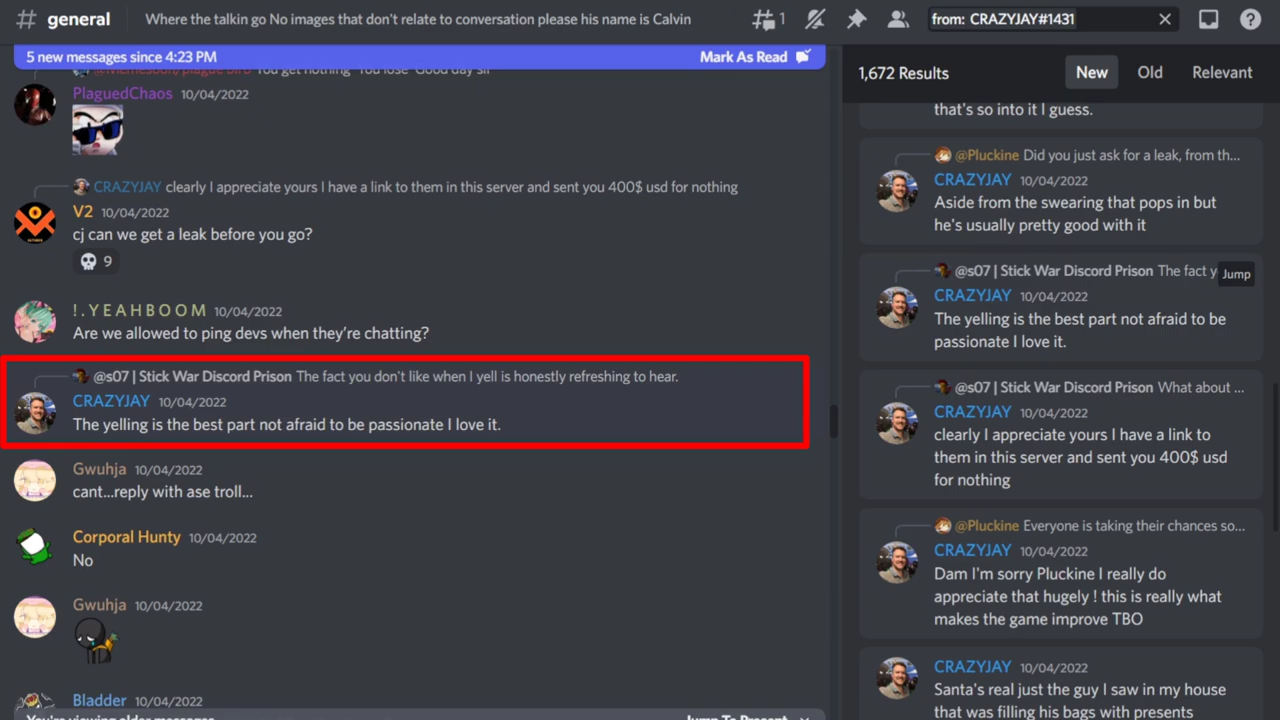 # general
Where the talkin go No images that don't relate to conversation please his name is Calvin
1
from: CRAZYJAY#1431
5 new messages since 4:23 PM
Mark As Read
You get nothing You lose Good day sir
PlaguedChaos 10/04/2022
CRAZYJAY clearly I appreciate yours I have a link to them in this server and sent you 400$ usd for nothing
V2 10/04/2022
cj can we get a leak before you go?
9
!.YEAHBOOM 10/04/2022
Are we allowed to ping devs when they're chatting?
@s07 | Stick War Discord Prison The fact you don't like when I yell is honestly refreshing to hear.
CRAZYJAY 10/04/2022
The yelling is the best part not afraid to be passionate I love it.
Gwuhja 10/04/2022
cant...reply with ase troll...
Corporal Hunty 10/04/2022
No
Gwuhja 10/04/2022
Bladder 10/04/2022
You're viewing older messages
Jump To Present
1,672 Results
New
Old
Relevant
that's so into it I guess.
@Pluckine Did you just ask for a leak, from th...
CRAZYJAY 10/04/2022
Aside from the swearing that pops in but
he's usually pretty good with it
@s07 | Stick War Discord Prison The fact y
Jump
CRAZYJAY 10/04/2022
The yelling is the best part not afraid to be
passionate I love it.
@s07 | Stick War Discord Prison What about ...
CRAZYJAY 10/04/2022
clearly I appreciate yours I have a link to
them in this server and sent you 400$ usd
for nothing
@Pluckine Everyone is taking their chances so...
CRAZYJAY 10/04/2022
Dam I'm sorry Pluckine I really do
appreciate that hugely ! this is really what
makes the game improve TBO
CRAZYJAY 10/04/2022
Santa's real just the guy I saw in my house
that was filling his bags with presents